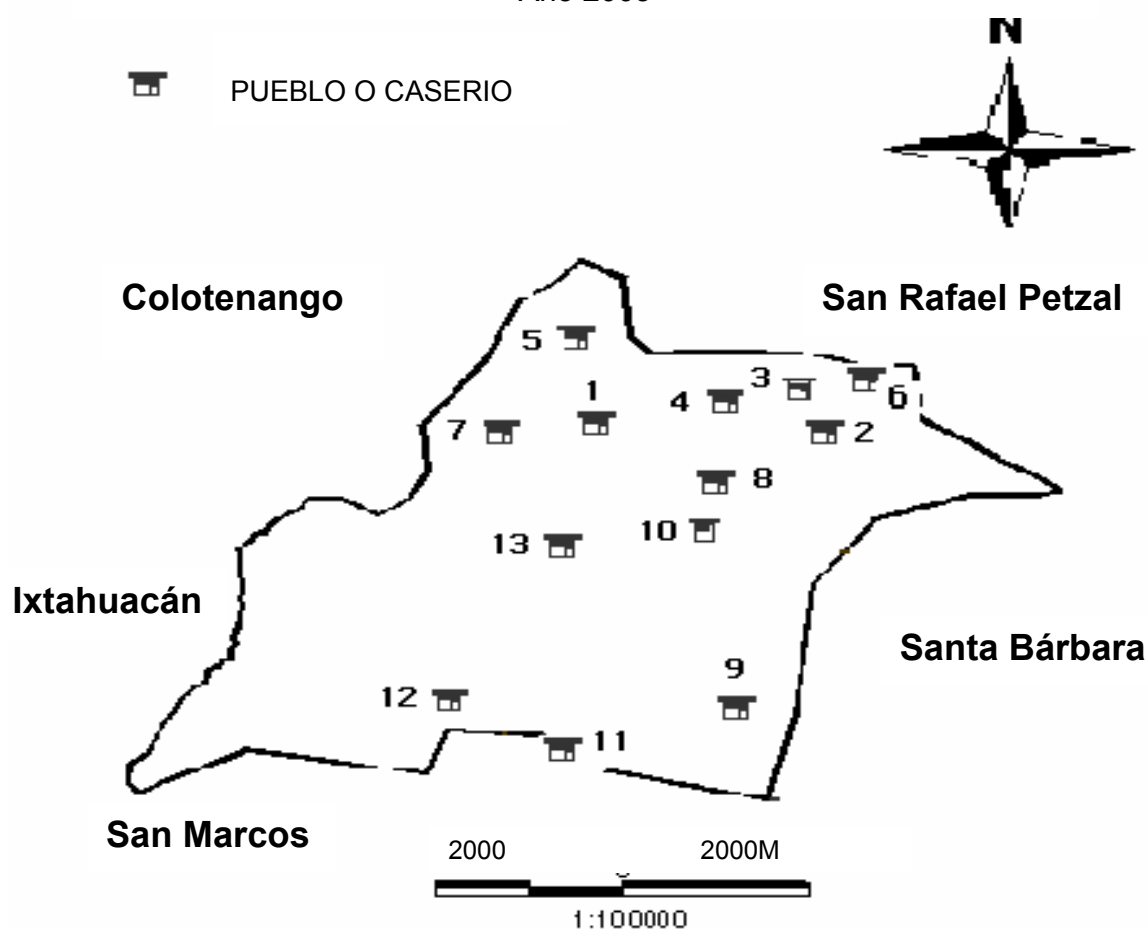 N
PUEBLO O CASERIO
Colotenango
San Rafael Petzal
5
3
6
1
4
7
2
8
10
13
Ixtahuacán
Santa Bárbara
9
12
11
San Marcos
2000 2000M
1:100000